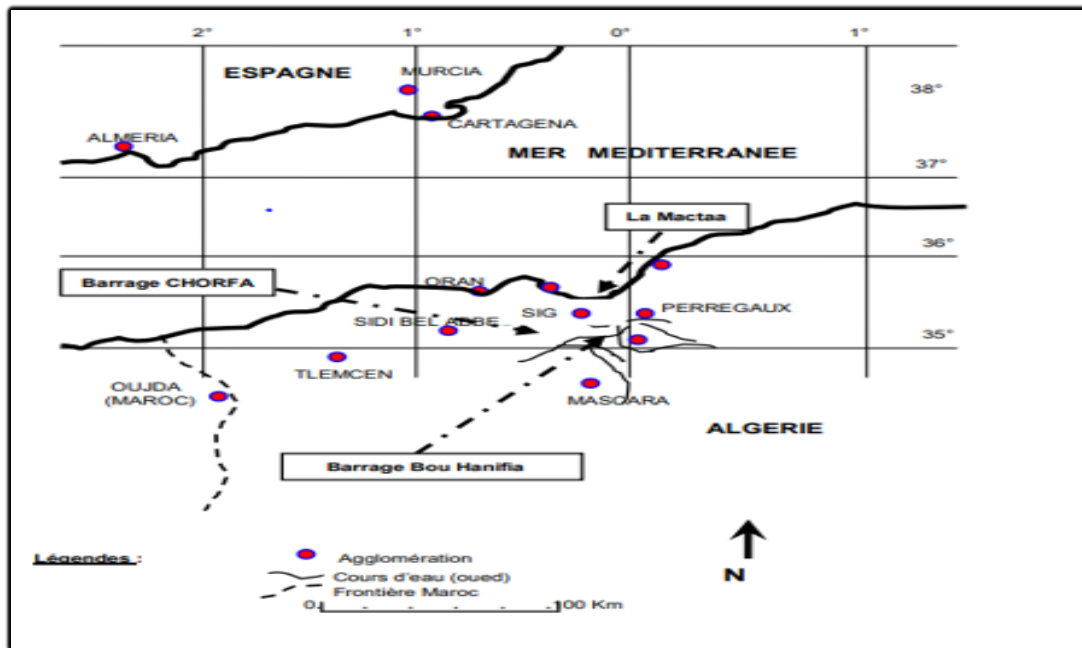 2° 1° 0° 1°
ESPAGNE
MURCIA
38°
CARTAGENA
ALMERIA
MER MEDITERRANEE
37°
La Mactaa
36°
Barrage CHORFA
ORAN
SIG
PERREGAUX
SIDI BEL ABBE
35°
TLEMCEN
OUJDA
(MAROC)
MASCARA
ALGERIE
Barrage Bou Hanifia
Légendes :
Agglomération
Cours d'eau (oued)
Frontière Maroc
0 100 Km
N